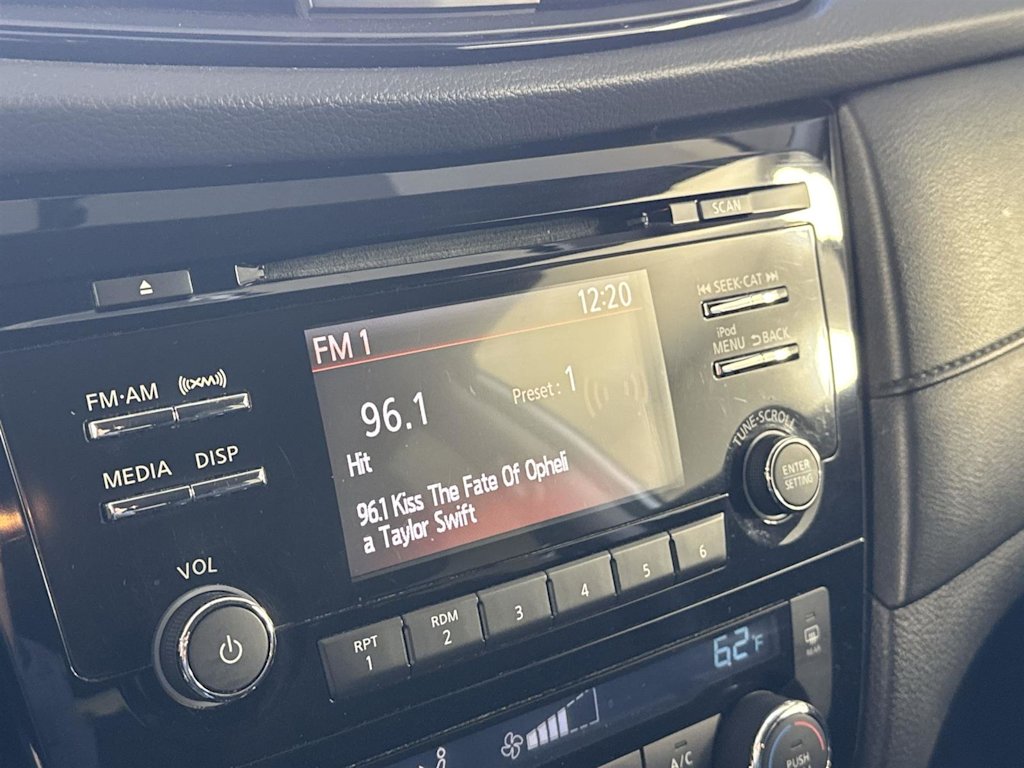 SCAN
FM 1 12:20
SEEK·CAT
FM·AM ((XM))
96.1 Preset: 1
iPod
MENU BACK
Hit
MEDIA DISP
96.1 Kiss The Fate Of Opheli
a Taylor Swift
TUNE·SCROLL
ENTER
SETTING
VOL
RPT
1
RDM
2
3
4
5
6
62°F
REAR
A/C
PUSH